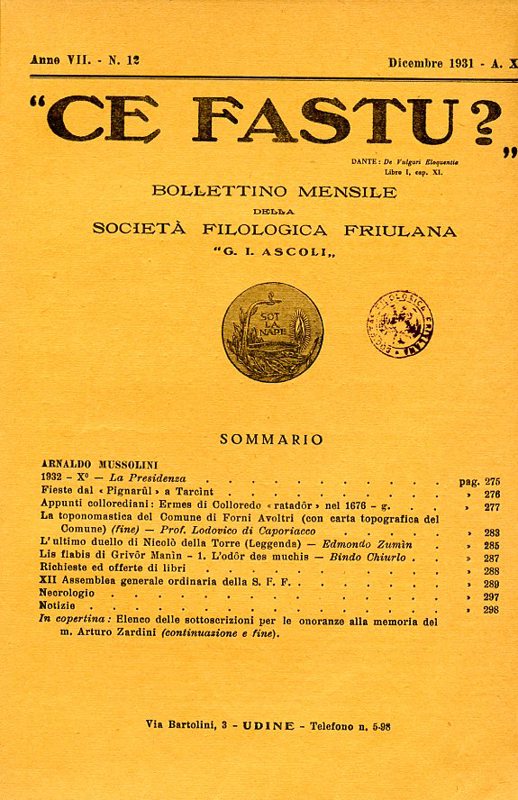 Anno VII. - N. 12
Dicembre 1931 - A. X
"CE FASTU?„
DANTE: De Vulgari Eloquentia
Libro I, cap. XI.
BOLLETTINO MENSILE
DELLA
SOCIETÀ FILOLOGICA FRIULANA
"G. I. ASCOLI„
SOT
LA
NAPE
SOCIETÀ FILOLOGICA FRIULANA
SOMMARIO
ARNALDO MUSSOLINI
1932 - Xº — La Presidenza . . . . . . . . . . pag. 275
Fieste dal « Pignarûl » a Tarcint . . . . . . . . » 276
Appunti collorediani: Ermes di Colloredo « ratadôr » nel 1676 - g. . . » 277
La toponomastica del Comune di Forni Avoltri (con carta topografica del
Comune) (fine) — Prof. Lodovico di Caporiacco . . . . » 283
L'ultimo duello di Nicolò della Torre (Leggenda) — Edmondo Zumìn . » 285
Lis flabis di Grivôr Manìn - 1. L'odôr des muchis — Bindo Chiurlo . » 287
Richieste ed offerte di libri . . . . . . . . . » 288
XII Assemblea generale ordinaria della S. F. F. . . . . . » 289
Necrologio . . . . . . . . . . . . » 297
Notizie . . . . . . . . . . . . . » 298
In copertina: Elenco delle sottoscrizioni per le onoranze alla memoria del
m. Arturo Zardini (continuazione e fine).
Via Bartolini, 3 - UDINE - Telefono n. 5-98